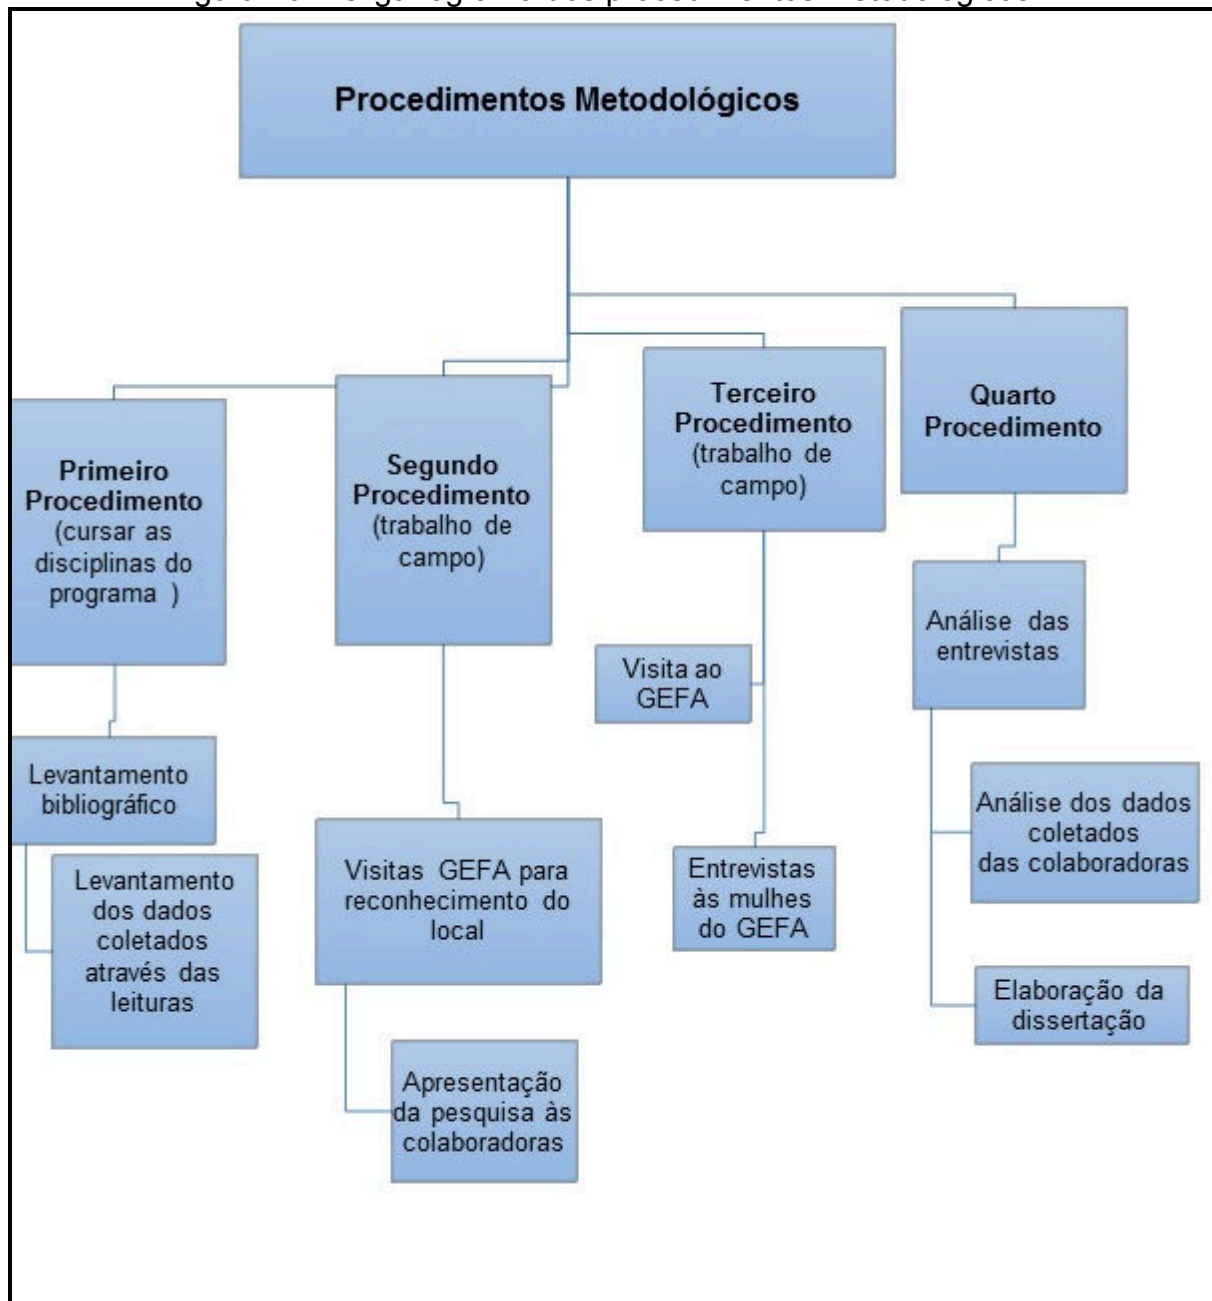 Procedimentos Metodológicos
Primeiro
Procedimento
(cursar as
disciplinas do
programa )
Levantamento
bibliográfico
Levantamento
dos dados
coletados
através das
leituras
Segundo
Procedimento
(trabalho de
campo)
Visitas GEFA para
reconhecimento do
local
Apresentação
da pesquisa às
colaboradoras
Terceiro
Procedimento
(trabalho de
campo)
Visita ao
GEFA
Entrevistas
às mulhes
do GEFA
Quarto
Procedimento
Análise das
entrevistas
Análise dos dados
coletados
das colaboradoras
Elaboração da
dissertação